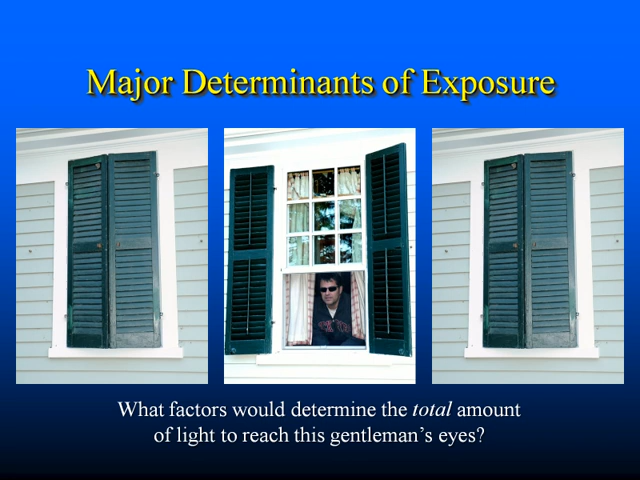 Major Determinants of Exposure
What factors would determine the total amount
of light to reach this gentleman’s eyes?